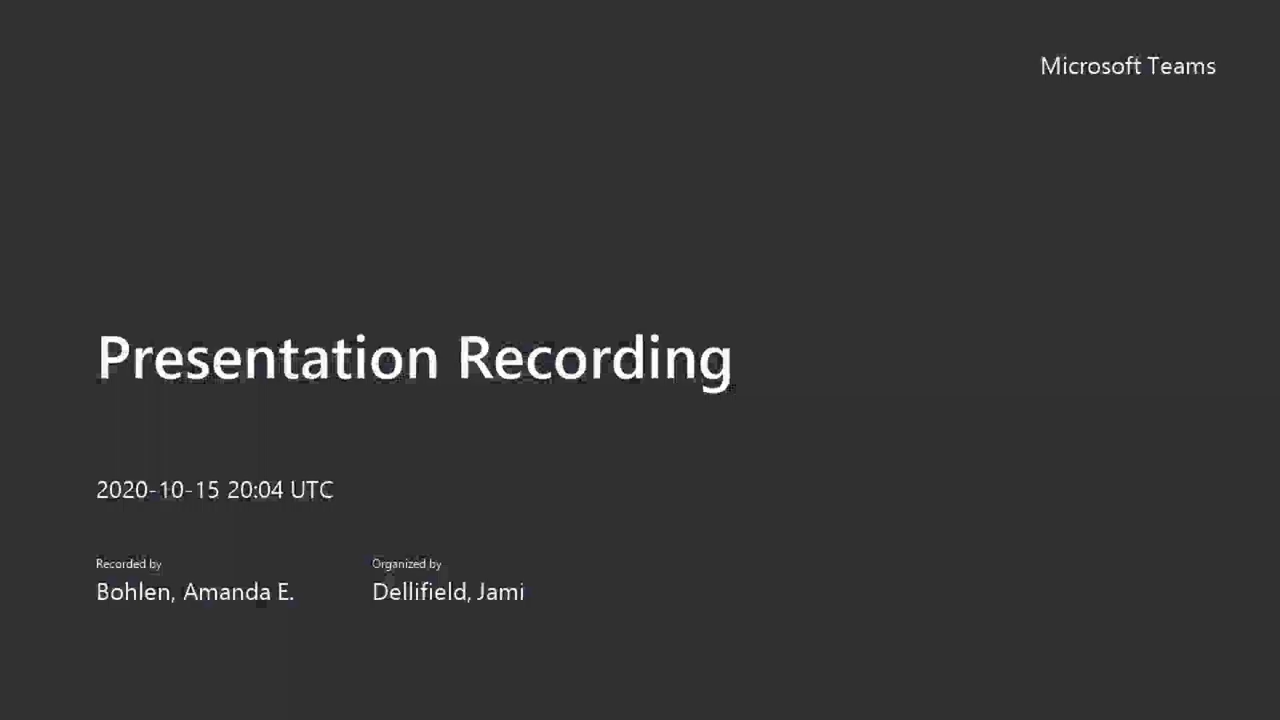 Microsoft Teams
Presentation Recording
2020-10-15 20:04 UTC
Recorded by
Organized by
Bohlen, Amanda E.
Dellifield, Jami